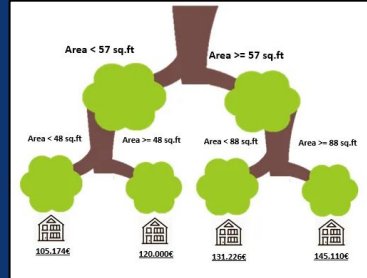 Area < 57 sq.ft
Area >= 57 sq.ft
Area < 48 sq.ft
Area >= 48 sq.ft
Area < 88 sq.ft
Area >= 88 sq.ft
105.174€
120.000€
131.226€
145.110€